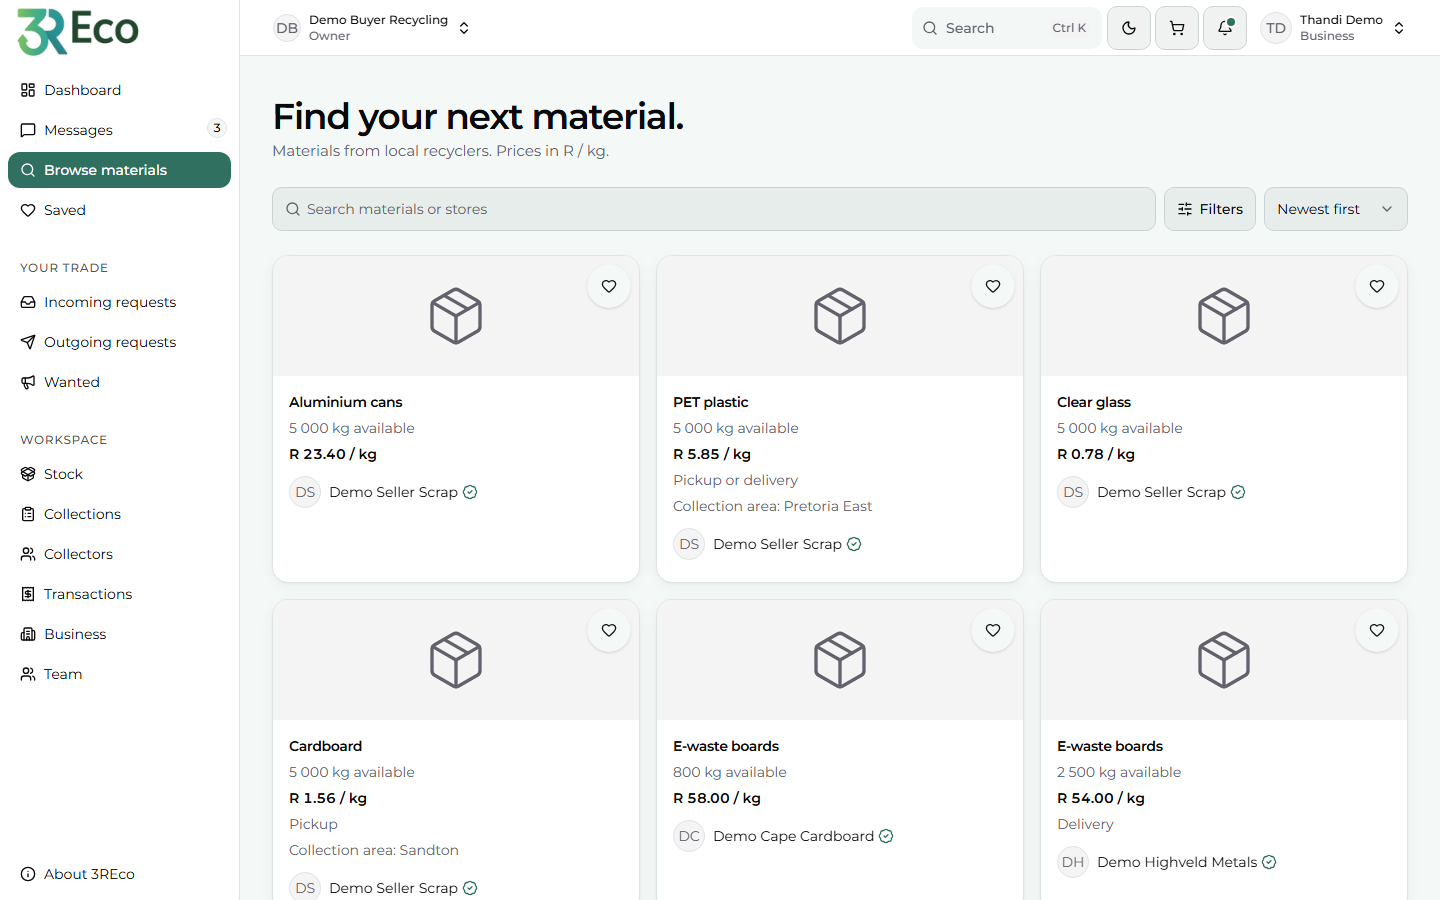 3R Eco
DB
Demo Buyer Recycling
Owner
Search
Ctrl K
TD
Thandi Demo
Business
Dashboard
Messages
3
Browse materials
Saved
YOUR TRADE
Incoming requests
Outgoing requests
Wanted
WORKSPACE
Stock
Collections
Collectors
Transactions
Business
Team
About 3REco
Find your next material.
Materials from local recyclers. Prices in R / kg.
Search materials or stores
Filters
Newest first
Aluminium cans
5 000 kg available
R 23.40 / kg
DS
Demo Seller Scrap
PET plastic
5 000 kg available
R 5.85 / kg
Pickup or delivery
Collection area: Pretoria East
DS
Demo Seller Scrap
Clear glass
5 000 kg available
R 0.78 / kg
DS
Demo Seller Scrap
Cardboard
5 000 kg available
R 1.56 / kg
Pickup
Collection area: Sandton
DS
Demo Seller Scrap
E-waste boards
800 kg available
R 58.00 / kg
DC
Demo Cape Cardboard
E-waste boards
2 500 kg available
R 54.00 / kg
Delivery
DH
Demo Highveld Metals